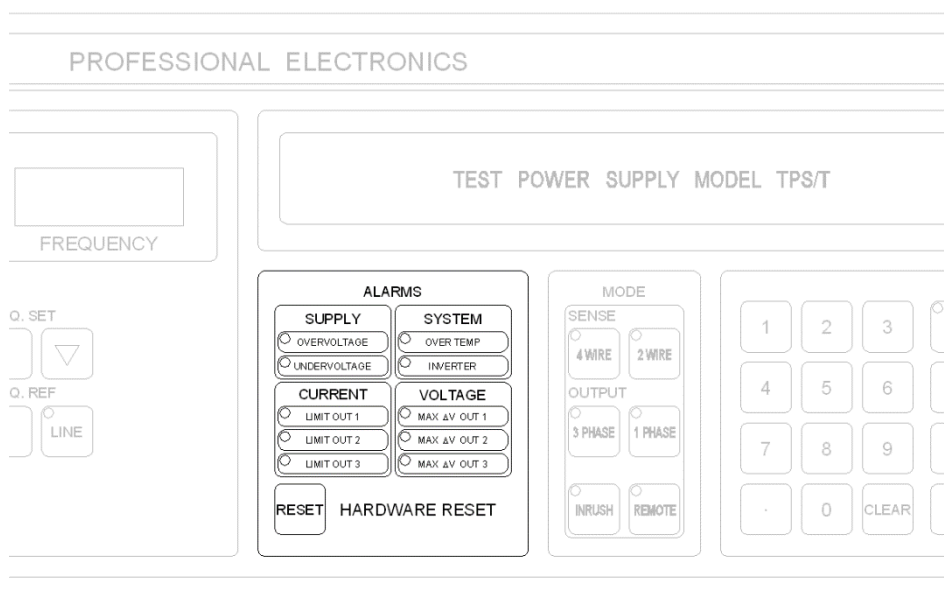 PROFESSIONAL ELECTRONICS
TEST POWER SUPPLY MODEL TPS/T
FREQUENCY
Q. SET
Q. REF
LINE
ALARMS
SUPPLY
OVERVOLTAGE
UNDERVOLTAGE
SYSTEM
OVER TEMP
INVERTER
CURRENT
LIMIT OUT 1
LIMIT OUT 2
LIMIT OUT 3
VOLTAGE
MAX ΔV OUT 1
MAX ΔV OUT 2
MAX ΔV OUT 3
RESET HARDWARE RESET
MODE
SENSE
4 WIRE 2 WIRE
OUTPUT
3 PHASE 1 PHASE
INRUSH REMOTE
1 2 3
4 5 6
7 8 9
. 0 CLEAR